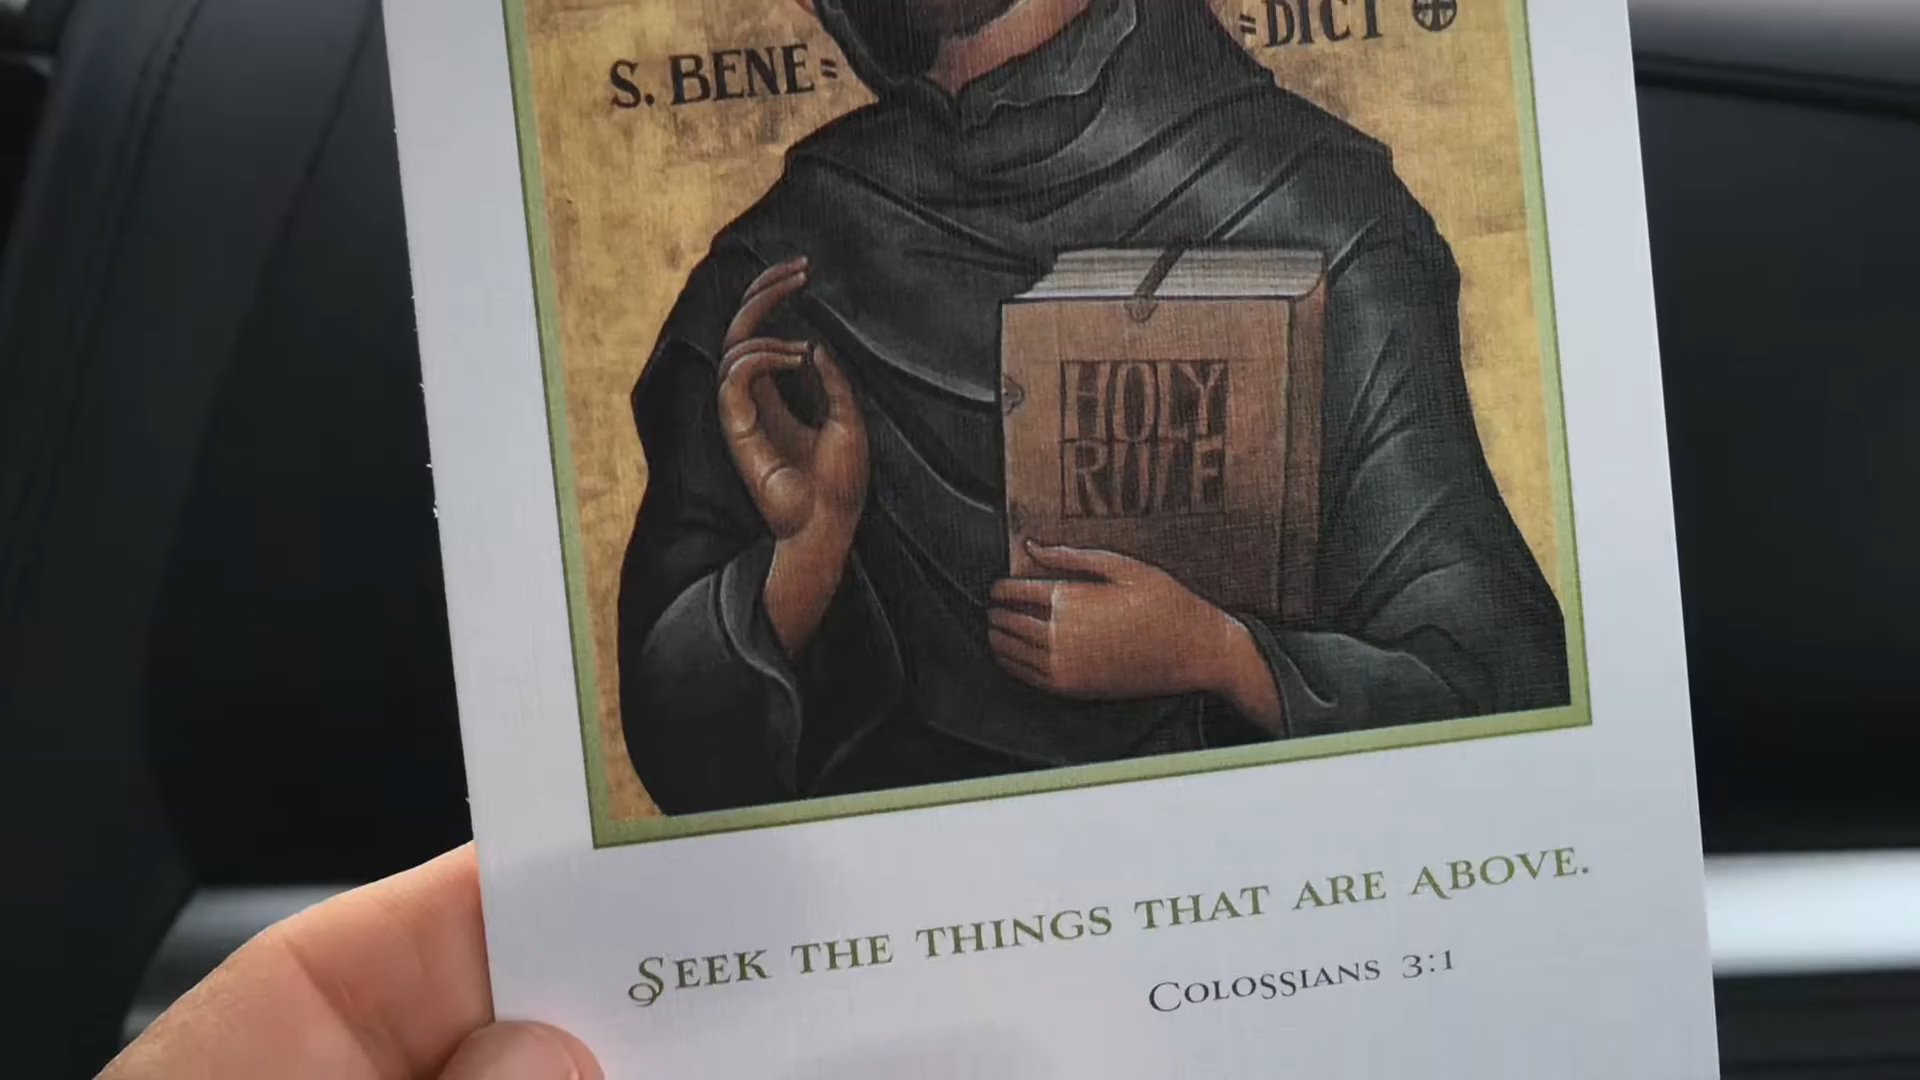 S. BENE=
=DICT
HOLY
RULE
SEEK THE THINGS THAT ARE ABOVE.
COLOSSIANS 3:1